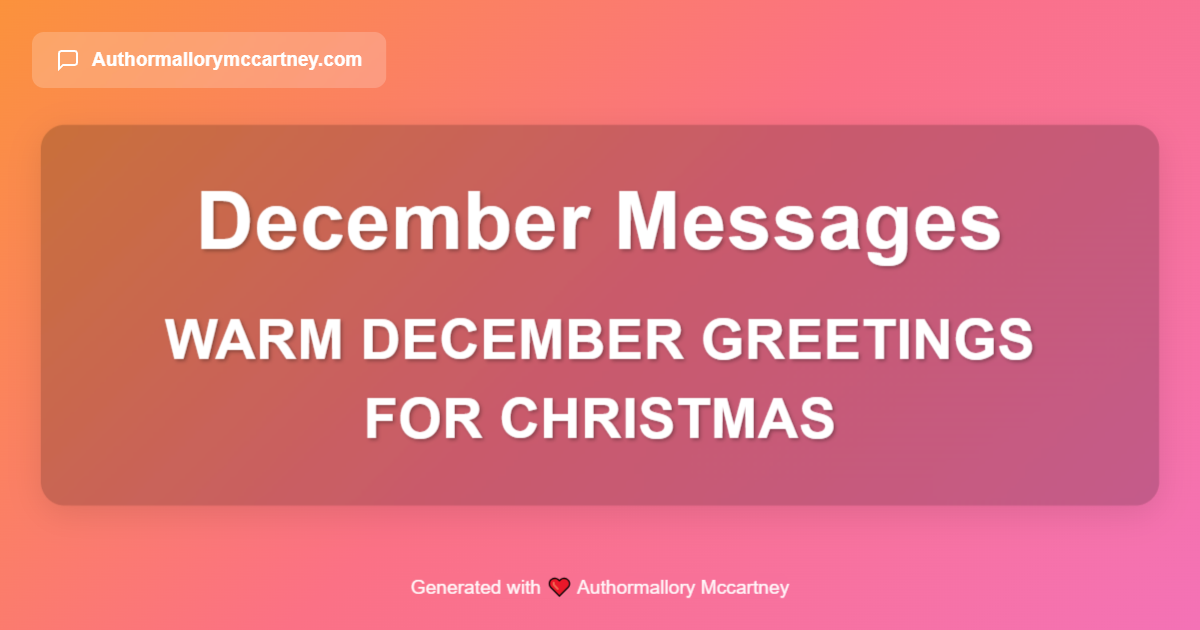 Authormallorymccartney.com
December Messages
WARM DECEMBER GREETINGS
FOR CHRISTMAS
Generated with ❤️ Authormallory Mccartney